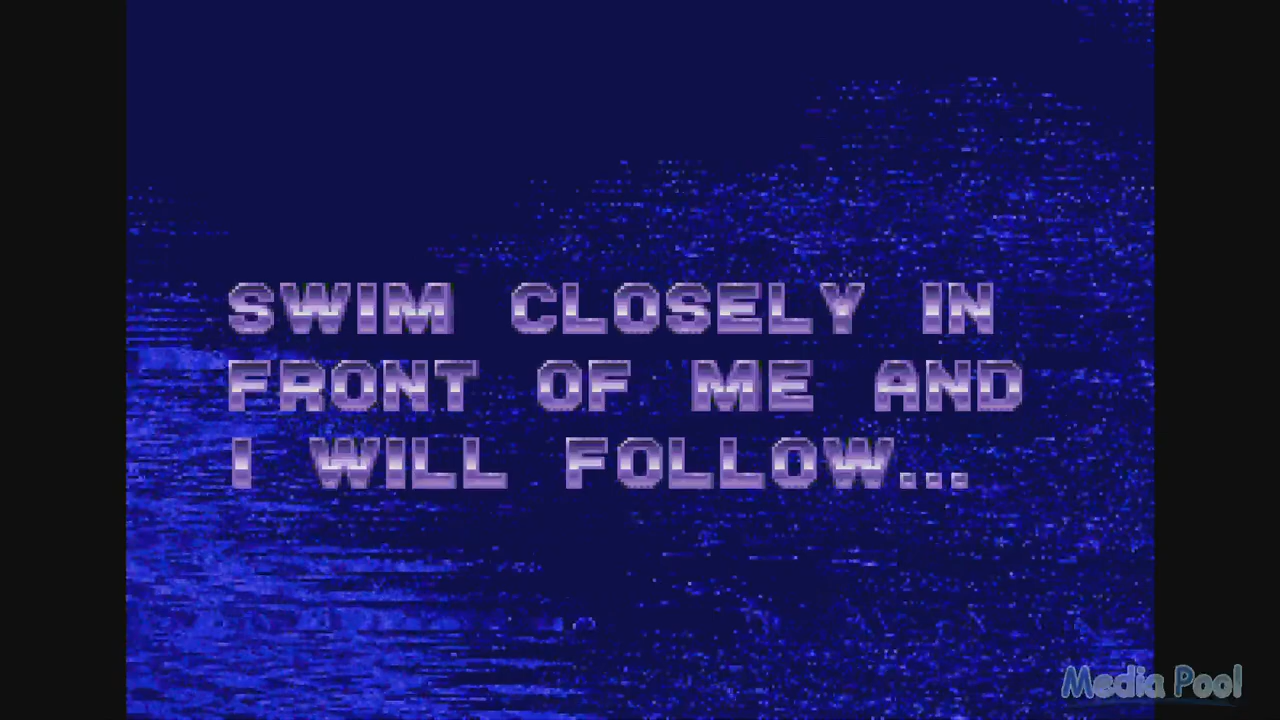 SWIM CLOSELY IN
FRONT OF ME AND
I WILL FOLLOW...
Media Pool